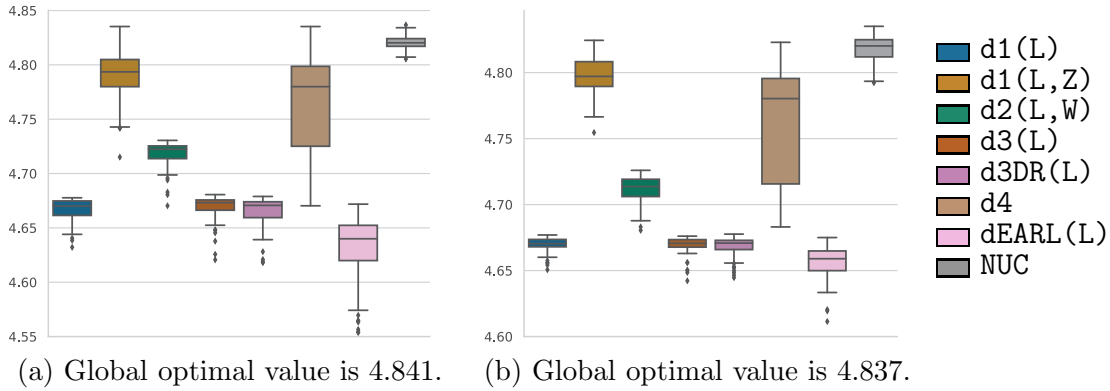 4.85
4.80
4.75
4.70
4.65
4.60
4.55
4.80
4.75
4.70
4.65
4.60
d1(L)
d1(L,Z)
d2(L,W)
d3(L)
d3DR(L)
d4
dEARL(L)
NUC
(a) Global optimal value is 4.841.
(b) Global optimal value is 4.837.